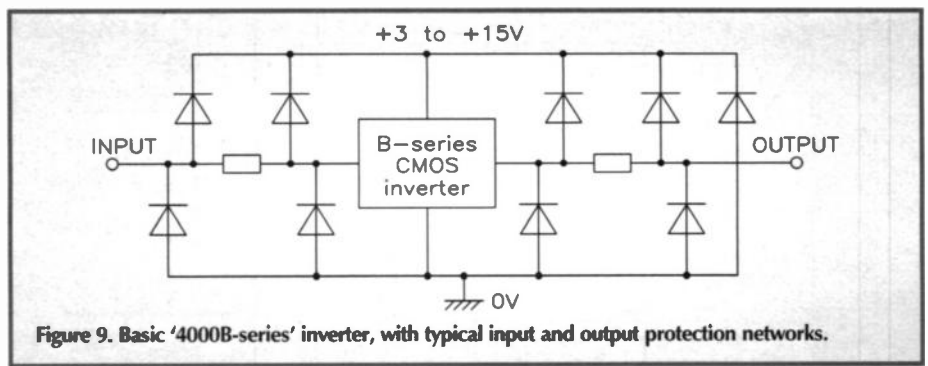 +3 to +15V
INPUT
B-series
CMOS
inverter
OUTPUT
0V
Figure 9. Basic '4000B-series' inverter, with typical input and output protection networks.